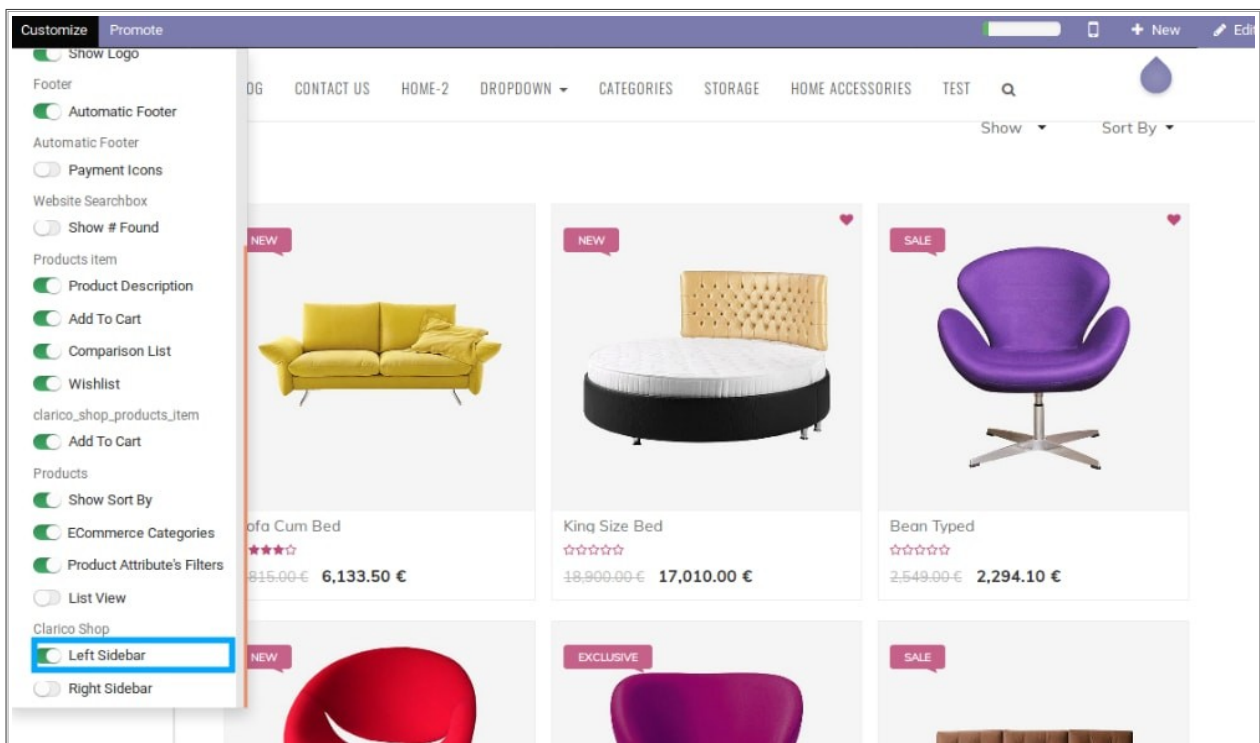 Customize Promote + New Edit
Show Logo
Footer
OG CONTACT US HOME-2 DROPDOWN CATEGORIES STORAGE HOME ACCESSORIES TEST
Automatic Footer
Show Sort By
Automatic Footer
Payment Icons
Website Searchbox
Show # Found
NEW NEW SALE
Products item
Product Description
Add To Cart
Comparison List
Wishlist
clarico_shop_products_item
Add To Cart
Products
Show Sort By
ofa Cum Bed King Size Bed Bean Typed
ECommerce Categories
Product Attribute's Filters
815.00 € 6,133.50 € 18,900.00 € 17,010.00 € 2,549.00 € 2,294.10 €
List View
Clarico Shop
Left Sidebar
NEW EXCLUSIVE SALE
Right Sidebar